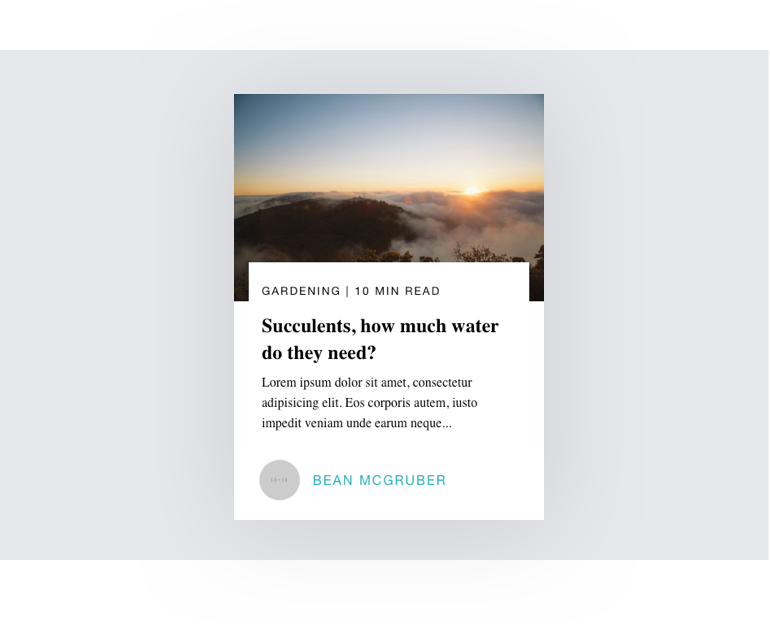 GARDENING | 10 MIN READ
Succulents, how much water
do they need?
Lorem ipsum dolor sit amet, consectetur
adipisicing elit. Eos corporis autem, iusto
impedit veniam unde earum neque...
BEAN MCGRUBER